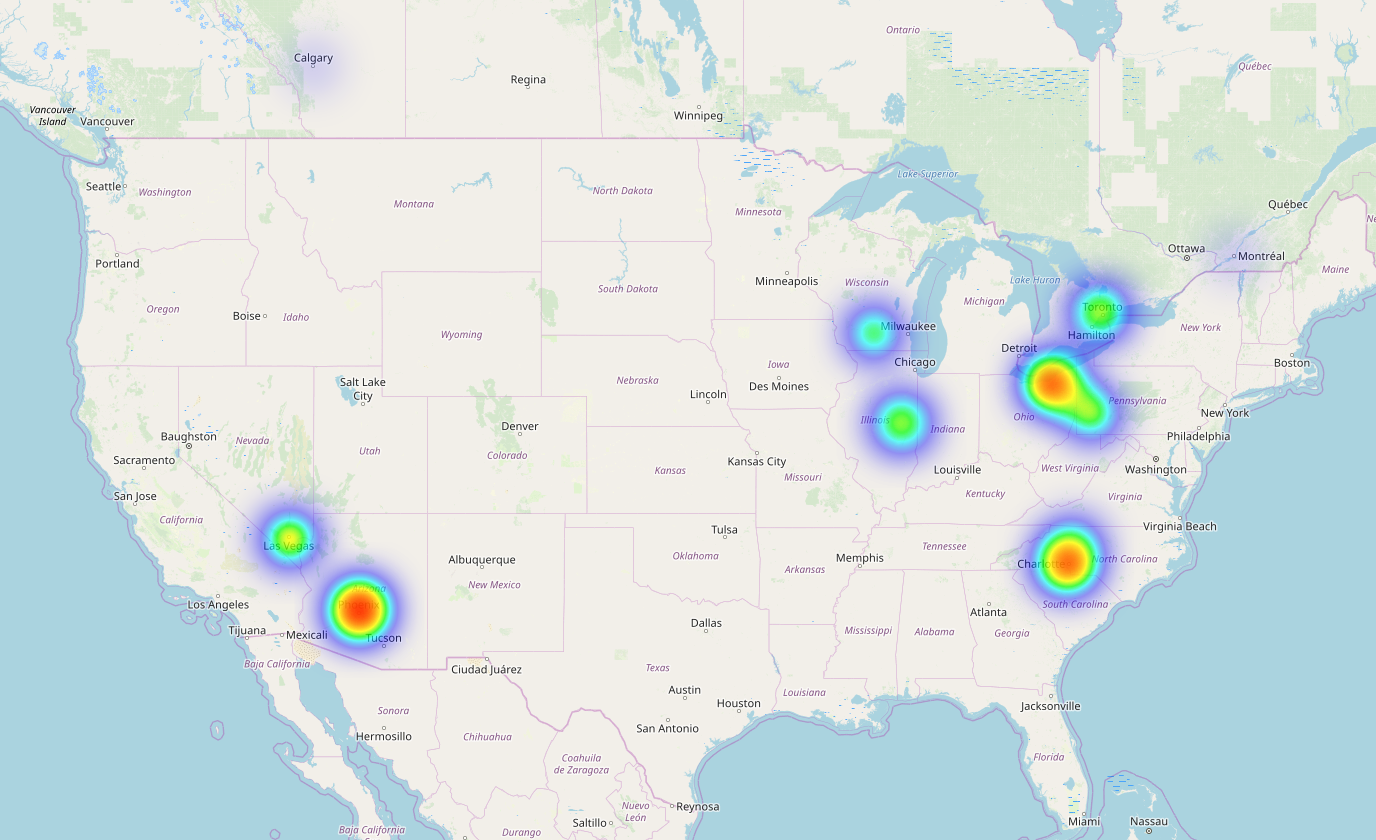 Ontario
Calgary
Québec
Regina
Vancouver
Island
Winnipeg
Vancouver
Lake Superior
Seattle
Washington
North Dakota
Montana
Québec
Minnesota
Ottawa
Montréal
Portland
Maine
Lake Huron
Minneapolis
Wisconsin
South Dakota
Michigan
Oregon
Toronto
Boise
Idaho
Milwaukee
New York
Wyoming
Hamilton
Detroit
Chicago
Boston
Iowa
Salt Lake
City
Nebraska
Des Moines
Lincoln
Pennsylvania
New York
Ohio
Illinois
Denver
Indiana
Baughston
Nevada
Philadelphia
Utah
Colorado
Sacramento
Kansas City
Kansas
Louisville
West Virginia
Washington
Missouri
San Jose
Kentucky
Virginia
California
Virginia Beach
Tulsa
Las Vegas
Tennessee
Albuquerque
Oklahoma
Memphis
North Carolina
Arkansas
New Mexico
Arizona
Phoenix
Los Angeles
South Carolina
Atlanta
Dallas
Tijuana
Mexicali
Tucson
Mississippi
Alabama
Georgia
Baja California
Ciudad Juárez
Texas
Austin
Louisiana
Houston
Sonora
Jacksonville
San Antonio
Hermosillo
Chihuahua
Florida
Coahuila
de Zaragoza
Nuevo
León
Reynosa
Miami
Nassau
Saltillo
Baja California
Durango